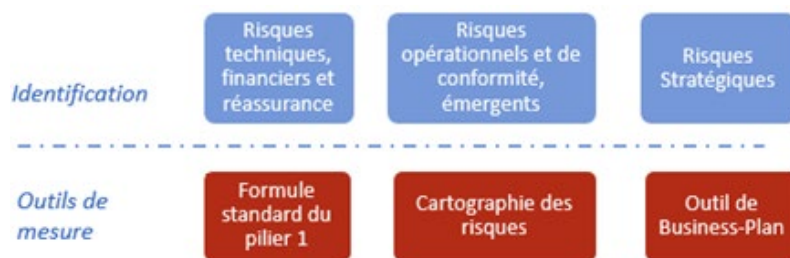 Identification
Risques
techniques,
financiers et
réassurance
Risques
opérationnels et de
conformité,
émergents
Risques
Stratégiques
Outils de
mesure
Formule
standard du
pilier 1
Cartographie des
risques
Outil de
Business-Plan